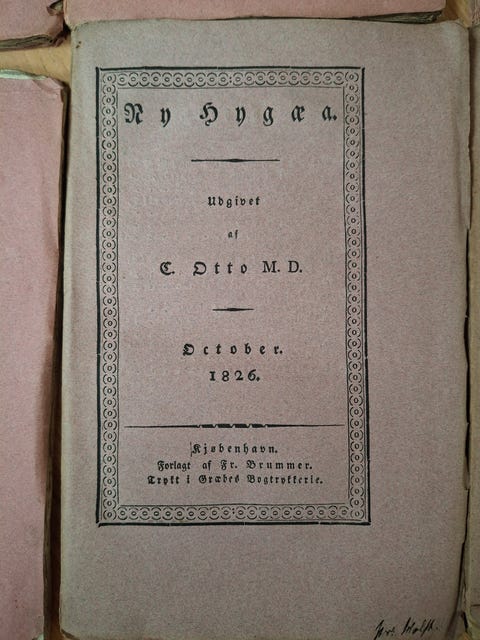 Ny Hygæa.
Udgivet
af
C. Otto M. D.
October.
1826.
Kjøbenhavn.
Forlagt af Fr. Brummer.
Trykt i Græbes Bogtrykkerie.